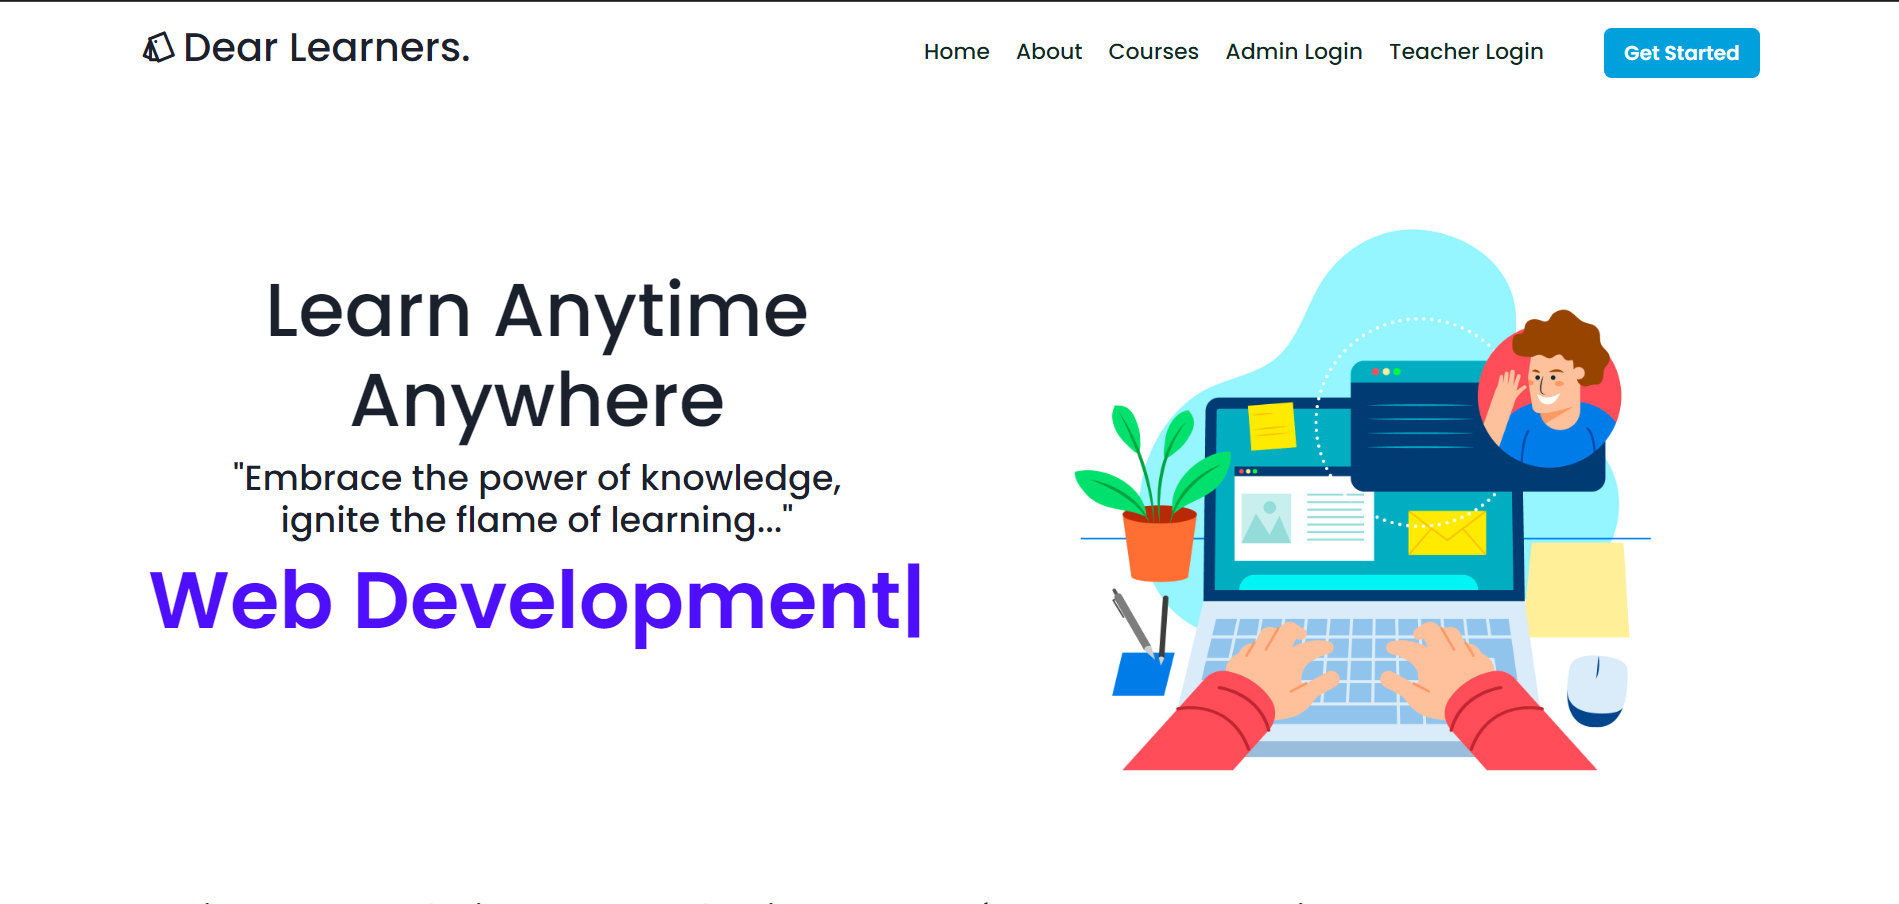 Dear Learners.
Home About Courses Admin Login Teacher Login Get Started
Learn Anytime
Anywhere
"Embrace the power of knowledge,
ignite the flame of learning..."
Web Development|